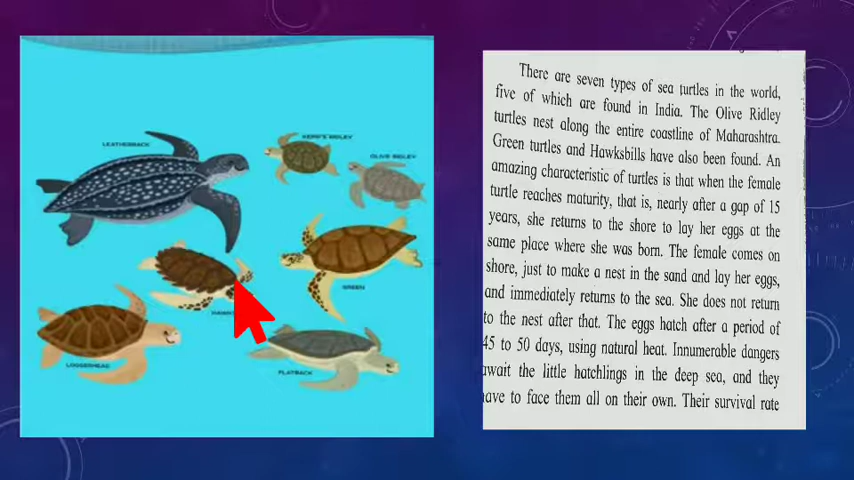 LEATHERBACK
KEMP'S RIDLEY
OLIVE RIDLEY
GREEN
LOGGERHEAD
FLATBACK
There are seven types of sea turtles in the world,
five of which are found in India. The Olive Ridley
turtles nest along the entire coastline of Maharashtra.
Green turtles and Hawksbills have also been found. An
amazing characteristic of turtles is that when the female
turtle reaches maturity, that is, nearly after a gap of 15
years, she returns to the shore to lay her eggs at the
same place where she was born. The female comes on
shore, just to make a nest in the sand and lay her eggs,
and immediately returns to the sea. She does not return
to the nest after that. The eggs hatch after a period of
45 to 50 days, using natural heat. Innumerable dangers
await the little hatchlings in the deep sea, and they
have to face them all on their own. Their survival rate